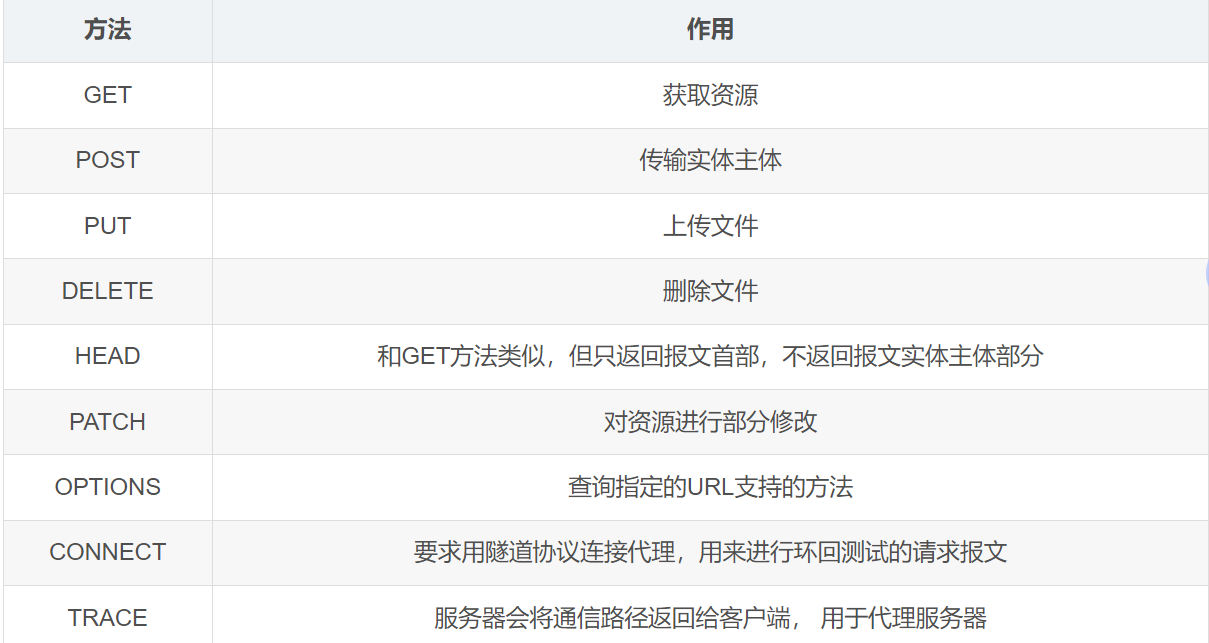 方法 作用
GET 获取资源
POST 传输实体主体
PUT 上传文件
DELETE 删除文件
HEAD 和GET方法类似，但只返回报文首部，不返回报文实体主体部分
PATCH 对资源进行部分修改
OPTIONS 查询指定的URL支持的方法
CONNECT 要求用隧道协议连接代理，用来进行环回测试的请求报文
TRACE 服务器会将通信路径返回给客户端， 用于代理服务器